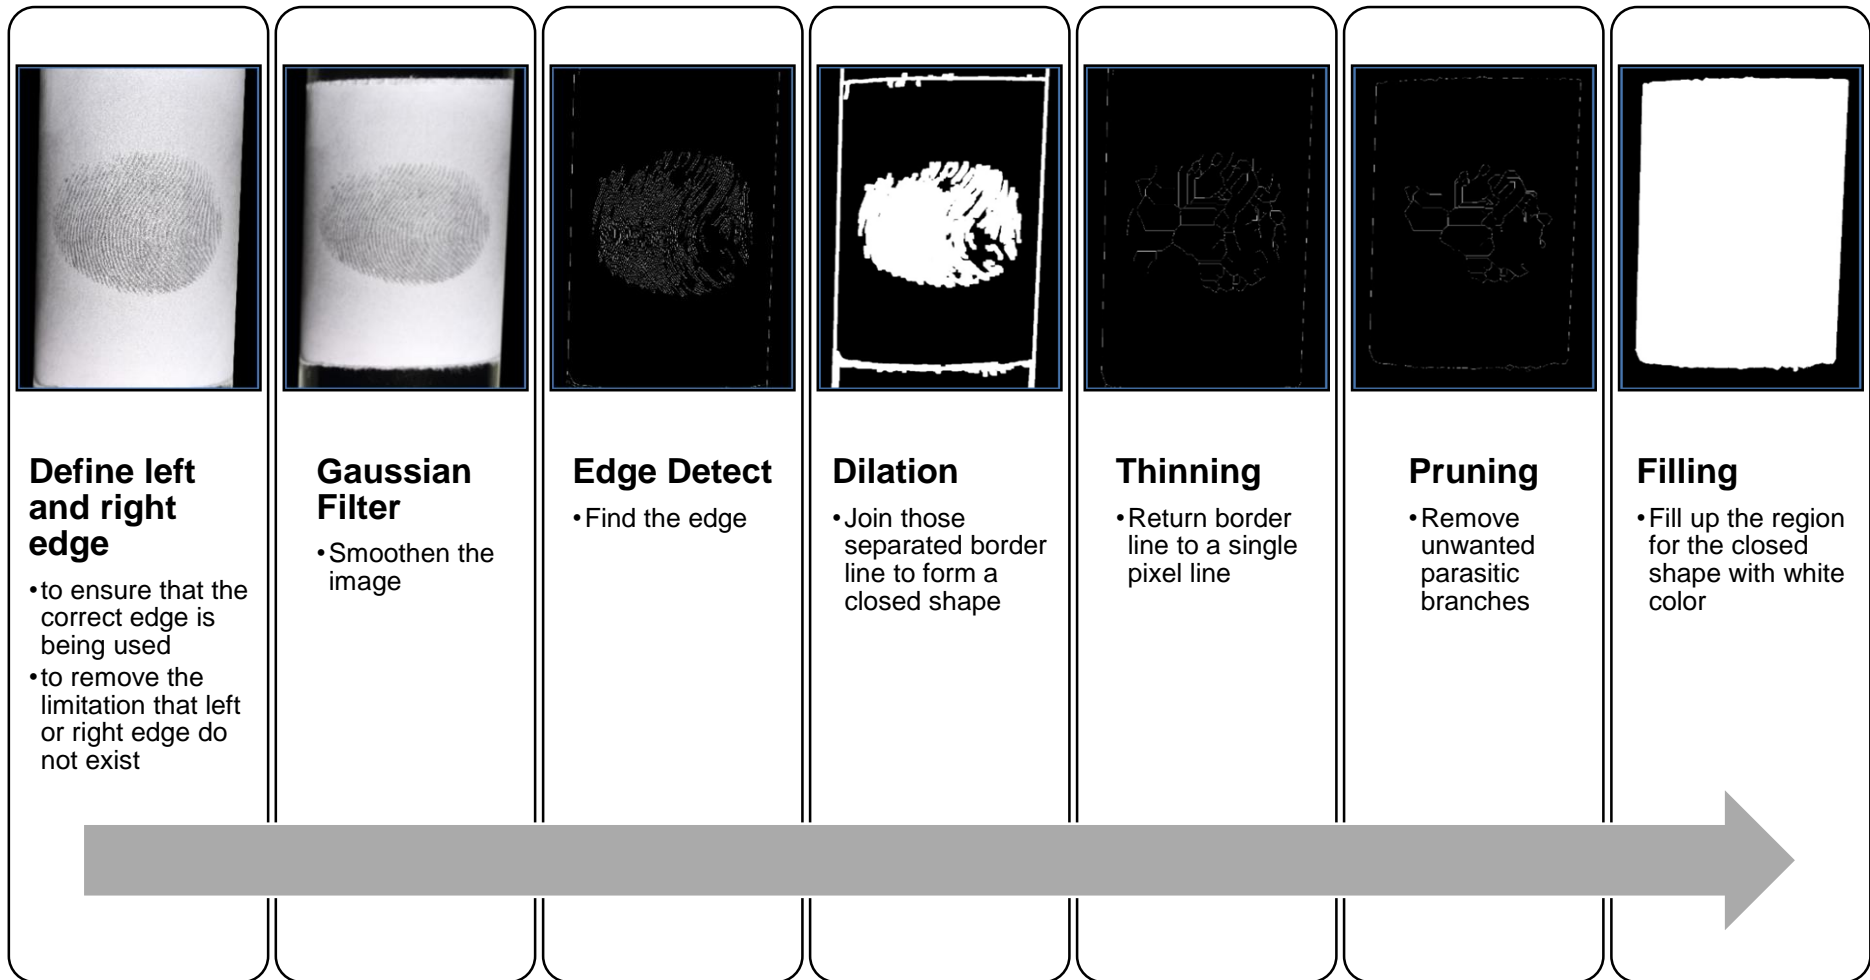 Define left
and right
edge
•to ensure that the
correct edge is
being used
•to remove the
limitation that left
or right edge do
not exist
Gaussian
Filter
•Smoothen the
image
Edge Detect
•Find the edge
Dilation
•Join those
separated border
line to form a
closed shape
Thinning
•Return border
line to a single
pixel line
Pruning
•Remove
unwanted
parasitic
branches
Filling
•Fill up the region
for the closed
shape with white
color